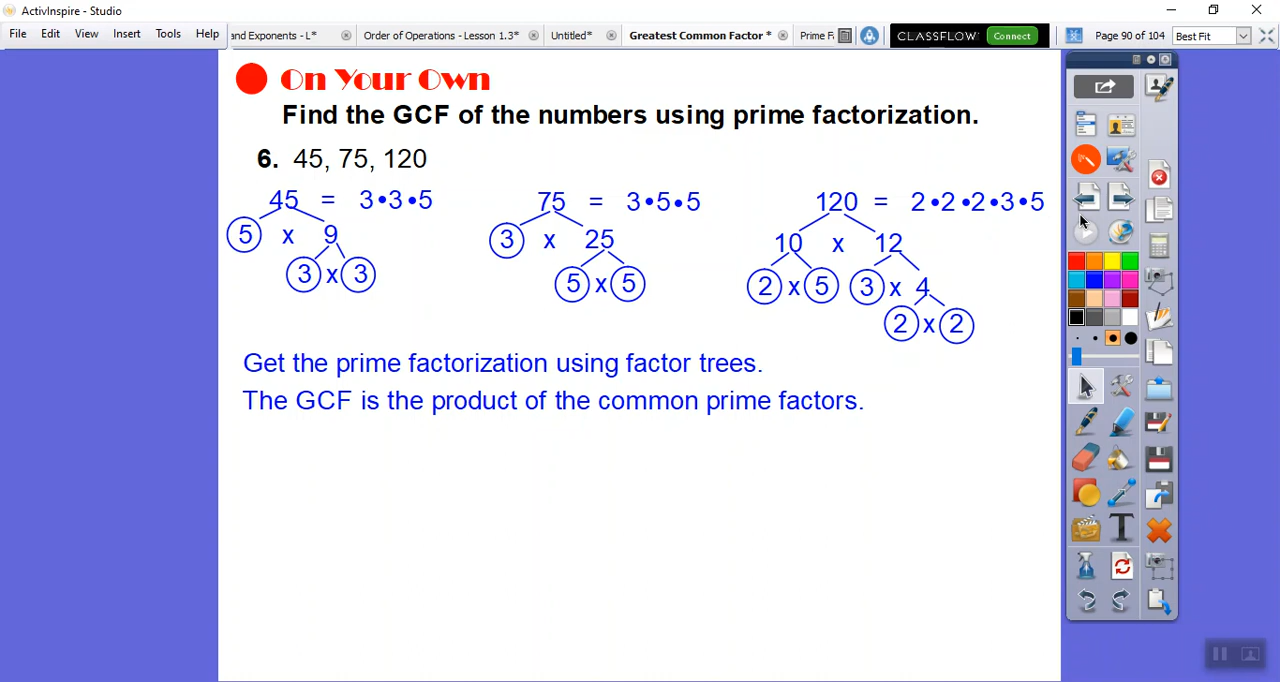 ActivInspire - Studio
File Edit View Insert Tools Help
and Exponents - L* Order of Operations - Lesson 1.3* Untitled* Greatest Common Factor * Prime F. CLASSFLOW Connect Page 90 of 104 Best Fit
On Your Own
Find the GCF of the numbers using prime factorization.
6. 45, 75, 120
45 = 3•3•5 75 = 3•5•5 120 = 2•2•2•3•5
5 x 9 3 x 25 10 x 12
3 x 3 5 x 5 2 x 5 3 x 4
2 x 2
Get the prime factorization using factor trees.
The GCF is the product of the common prime factors.
T